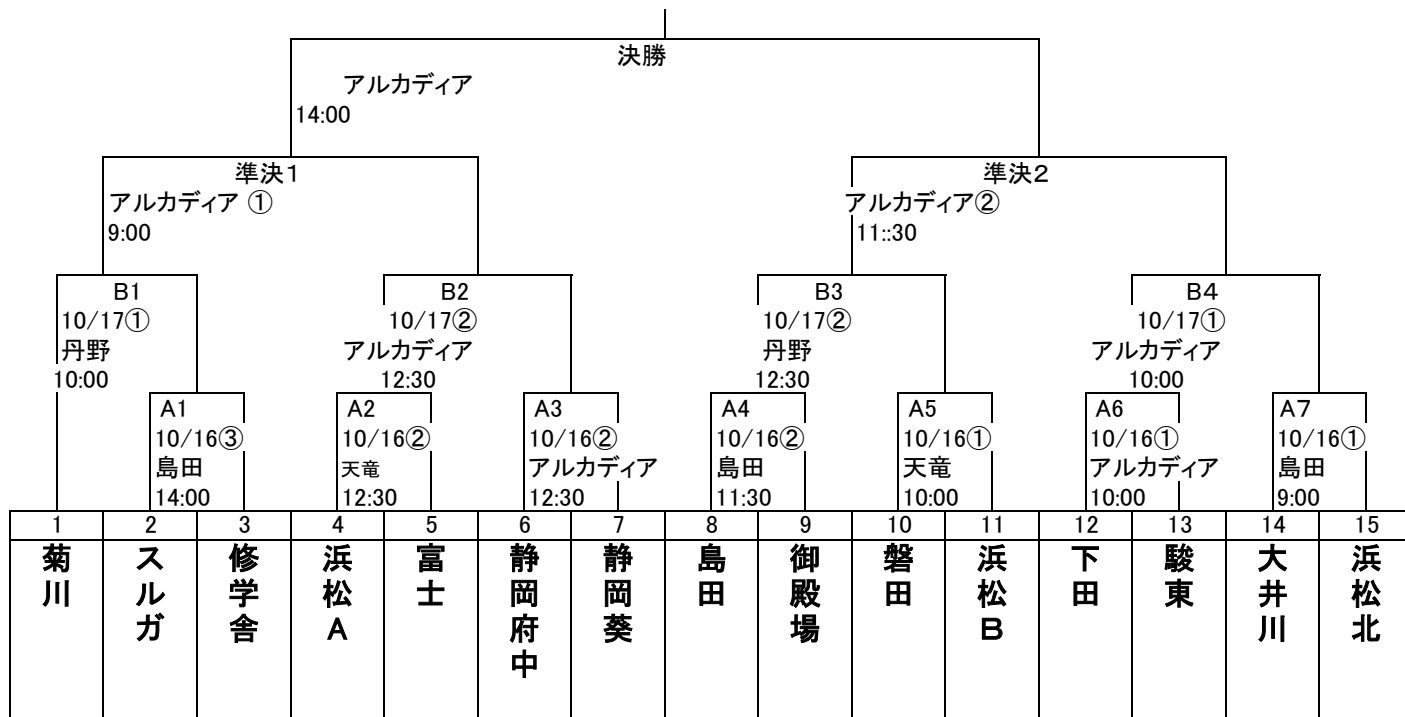 決勝
アルカディア
14:00
準決1
準決2
アルカディア ①
アルカディア②
9:00
11::30
B1
B2
B3
B4
10/17①
10/17②
10/17②
10/17①
丹野
アルカディア
丹野
アルカディア
10:00
12:30
12:30
10:00
A1
A2
A3
A4
A5
A6
A7
10/16③
10/16②
10/16②
10/16②
10/16①
10/16①
10/16①
島田
天竜
アルカディア
島田
天竜
アルカディア
島田
14:00
12:30
12:30
11:30
10:00
10:00
9:00
1
2
3
4
5
6
7
8
9
10
11
12
13
14
15
菊川
スルガ
修学舎
浜松A
富士
静岡府中
静岡葵
島田
御殿場
磐田
浜松B
下田
駿東
大井川
浜松北